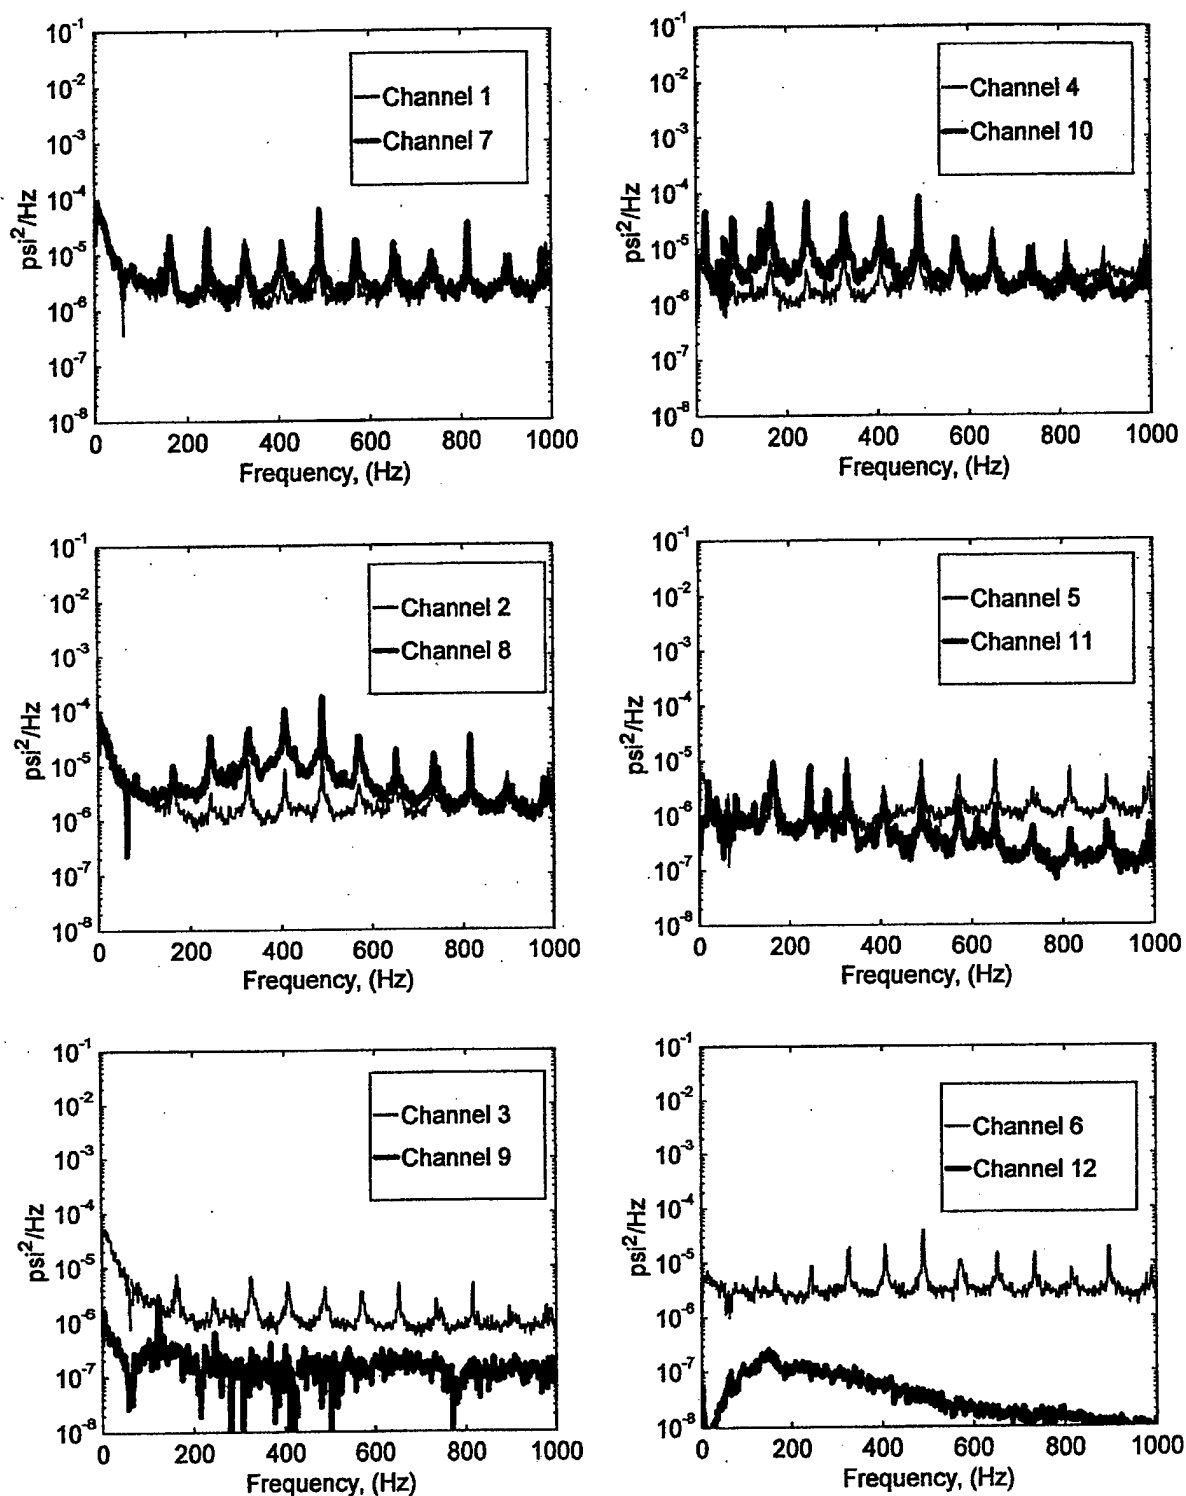 10-1
10-2
10-3
10-4
10-5
10-6
10-7
10-8
psi2/Hz
Channel 1
Channel 7
0 200 400 600 800 1000
Frequency, (Hz)
10-1
10-2
10-3
10-4
10-5
10-6
10-7
10-8
psi2/Hz
Channel 4
Channel 10
0 200 400 600 800 1000
Frequency, (Hz)
10-1
10-2
10-3
10-4
10-5
10-6
10-7
10-8
psi2/Hz
Channel 2
Channel 8
0 200 400 600 800 1000
Frequency, (Hz)
10-1
10-2
10-3
10-4
10-5
10-6
10-7
10-8
psi2/Hz
Channel 5
Channel 11
0 200 400 600 800 1000
Frequency, (Hz)
10-1
10-2
10-3
10-4
10-5
10-6
10-7
10-8
psi2/Hz
Channel 3
Channel 9
0 200 400 600 800 1000
Frequency, (Hz)
10-1
10-2
10-3
10-4
10-5
10-6
10-7
10-8
psi2/Hz
Channel 6
Channel 12
0 200 400 600 800 1000
Frequency, (Hz)